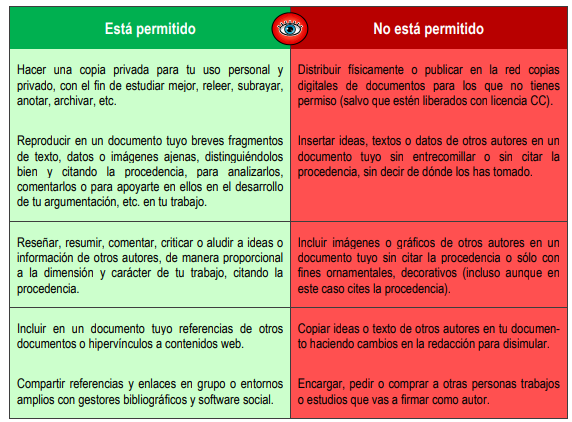 Está permitido
No está permitido
Hacer una copia privada para tu uso personal y
privado, con el fin de estudiar mejor, releer, subrayar,
anotar, archivar, etc.
Distribuir físicamente o publicar en la red copias
digitales de documentos para los que no tienes
permiso (salvo que estén liberados con licencia CC).
Reproducir en un documento tuyo breves fragmentos
de texto, datos o imágenes ajenas, distinguiéndolos
bien y citando la procedencia, para analizarlos,
comentarlos o para apoyarte en ellos en el desarrollo
de tu argumentación, etc. en tu trabajo.
Insertar ideas, textos o datos de otros autores en un
documento tuyo sin entrecomillar o sin citar la
procedencia, sin decir de dónde los has tomado.
Reseñar, resumir, comentar, criticar o aludir a ideas o
información de otros autores, de manera proporcional
a la dimensión y carácter de tu trabajo, citando la
procedencia.
Incluir imágenes o gráficos de otros autores en un
documento tuyo sin citar la procedencia o sólo con
fines ornamentales, decorativos (incluso aunque en
este caso cites la procedencia).
Incluir en un documento tuyo referencias de otros
documentos o hipervínculos a contenidos web.
Copiar ideas o texto de otros autores en tu documen-
to haciendo cambios en la redacción para disimular.
Compartir referencias y enlaces en grupo o entornos
amplios con gestores bibliográficos y software social.
Encargar, pedir o comprar a otras personas trabajos
o estudios que vas a firmar como autor.